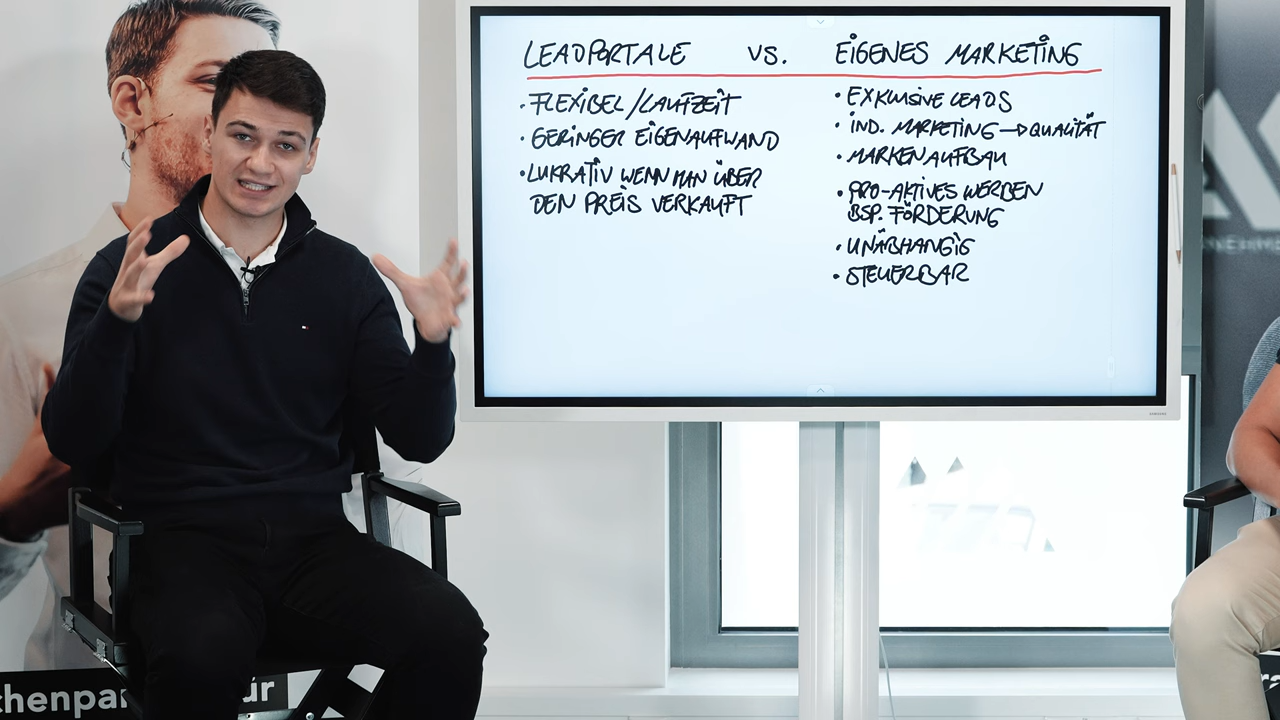 LEADPORTALE VS. EIGENES MARKETING
· FLEXIBEL / LAUFZEIT
· GERINGER EIGENAUFWAND
· LUKRATIV WENN MAN ÜBER
DEN PREIS VERKAUFT
· EXKLUSIVE LEADS
· IND. MARKETING → QUALITÄT
· MARKENAUFBAU
· PRO-AKTIVES WERBEN
BSP. FÖRDERUNG
· UNABHÄNGIG
· STEUERBAR
SAMSUNG